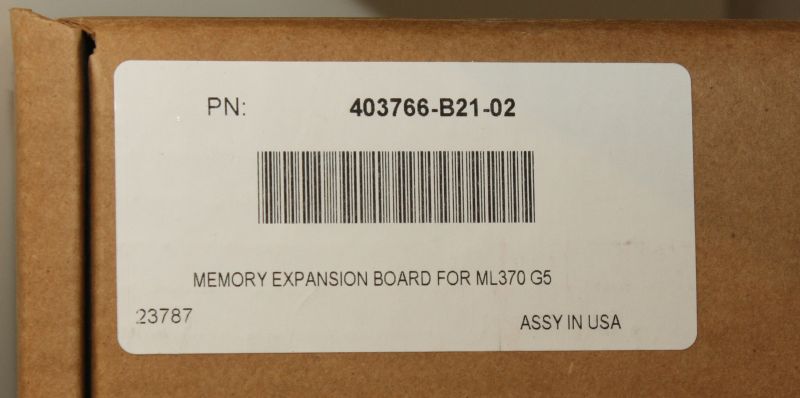 PN: 403766-B21-02
MEMORY EXPANSION BOARD FOR ML370 G5
23787
ASSY IN USA